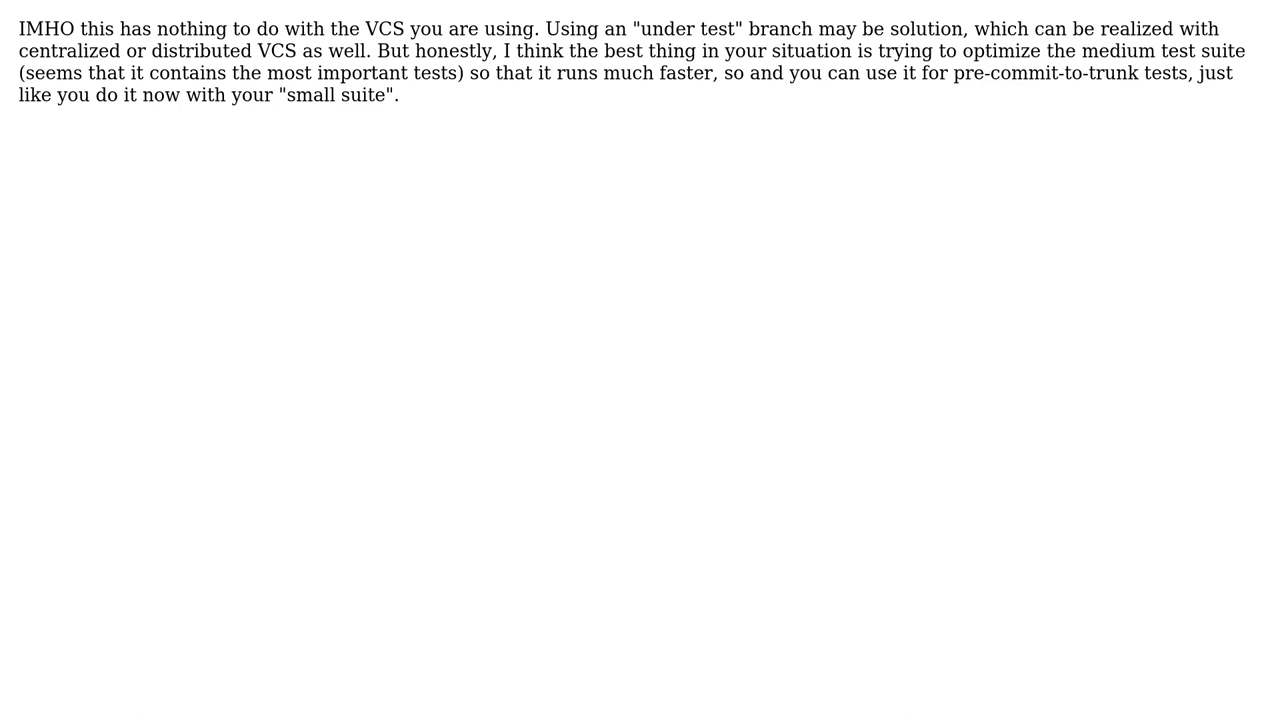 IMHO this has nothing to do with the VCS you are using. Using an "under test" branch may be solution, which can be realized with
centralized or distributed VCS as well. But honestly, I think the best thing in your situation is trying to optimize the medium test suite
(seems that it contains the most important tests) so that it runs much faster, so and you can use it for pre-commit-to-trunk tests, just
like you do it now with your "small suite".